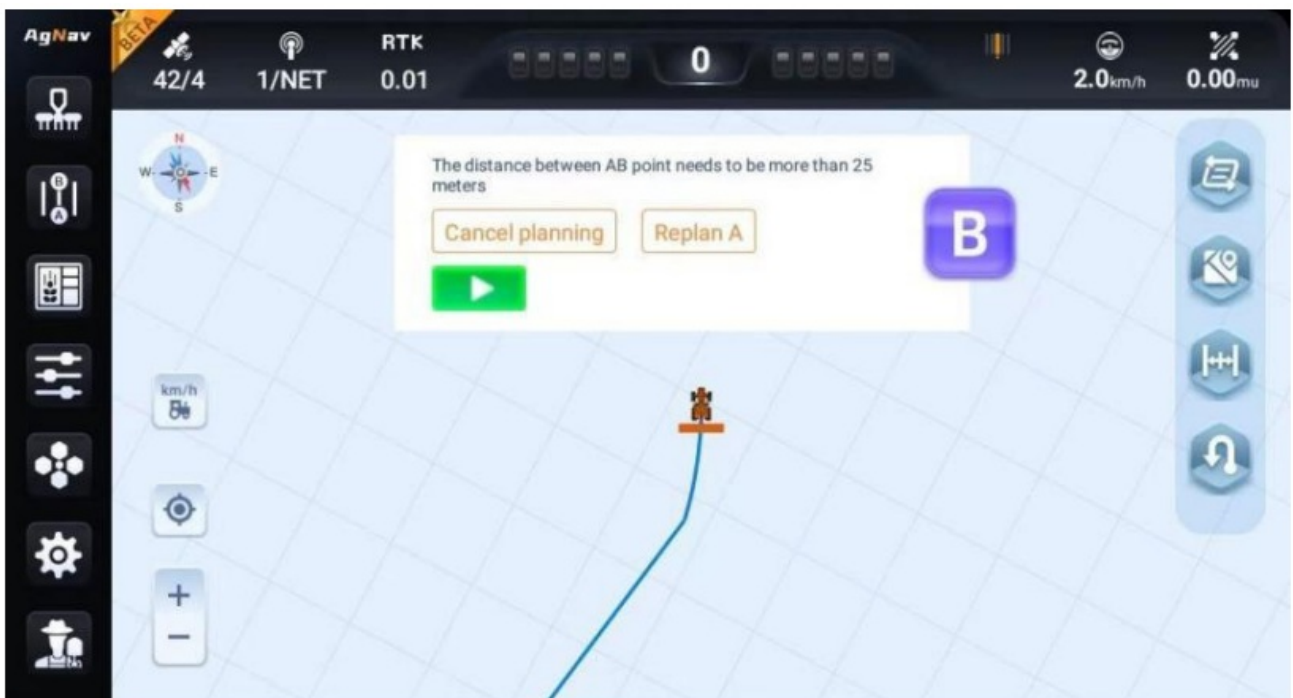 AgNav
BETA
42/4
1/NET
RTK
0.01
0
2.0km/h
0.00mu
N
W
E
S
The distance between AB point needs to be more than 25
meters
Cancel planning
Replan A
B
B
A
km/h
+
−